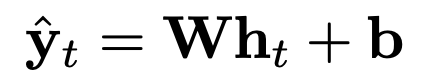 ŷ_t = Wh_t + b